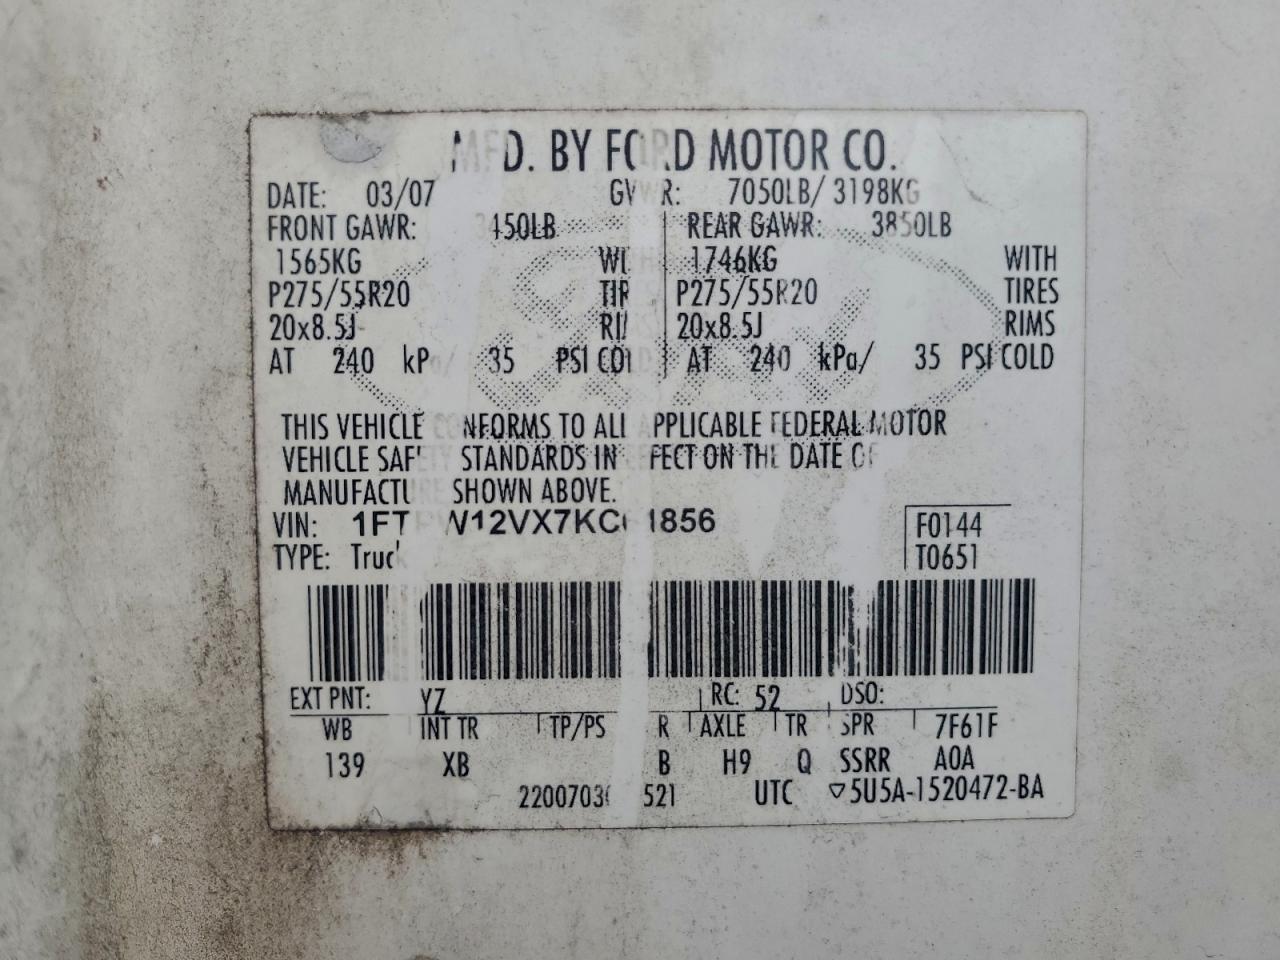 MFD. BY FORD MOTOR CO.
DATE: 03/07 GVWR: 7050LB/ 3198KG
FRONT GAWR: 3450LB REAR GAWR: 3850LB
1565KG WITH 1746KG WITH
P275/55R20 TIRES P275/55R20 TIRES
20x8.5J RIMS 20x8.5J RIMS
AT 240 kPa/ 35 PSI COLD AT 240 kPa/ 35 PSI COLD
THIS VEHICLE CONFORMS TO ALL APPLICABLE FEDERAL MOTOR
VEHICLE SAFETY STANDARDS IN EFFECT ON THE DATE OF
MANUFACTURE SHOWN ABOVE.
VIN: F0144
TYPE: Truck T0651
EXT PNT: YZ RC: 52 DSO:
WB INT TR TP/PS R AXLE TR SPR 7F61F
139 XB B H9 Q SSRR A0A
521 UTC ▽5U5A-1520472-BA